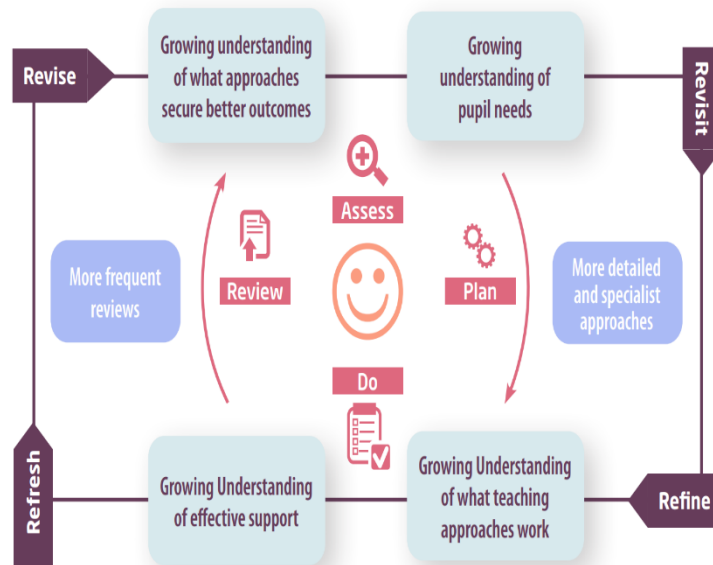 Revise
Growing understanding
of what approaches
secure better outcomes
Growing
understanding of
pupil needs
Revisit
Assess
More frequent
reviews
Review
Plan
More detailed
and specialist
approaches
Do
Refresh
Growing Understanding
of effective support
Growing Understanding
of what teaching
approaches work
Refine